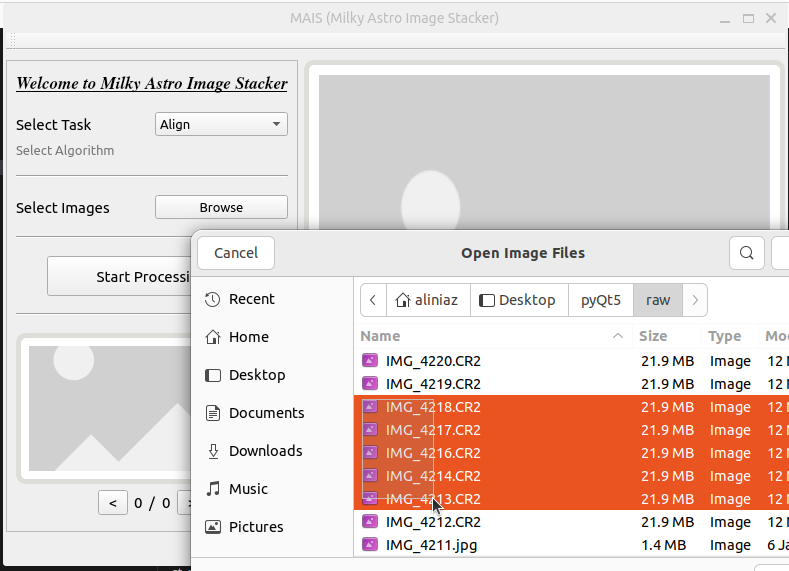 MAIS (Milky Astro Image Stacker)
Welcome to Milky Astro Image Stacker
Select Task Align
Select Algorithm
Select Images Browse
Start Processi
< 0 / 0 >
Cancel Open Image Files
Recent
Home
Desktop
Documents
Downloads
Music
Pictures
aliniaz Desktop pyQt5 raw
Name Size Type Mo
IMG_4220.CR2 21.9 MB Image 12
IMG_4219.CR2 21.9 MB Image 12
IMG_4218.CR2 21.9 MB Image 12
IMG_4217.CR2 21.9 MB Image 12
IMG_4216.CR2 21.9 MB Image 12
IMG_4214.CR2 21.9 MB Image 12
IMG_4213.CR2 21.9 MB Image 12
IMG_4212.CR2 21.9 MB Image 12
IMG_4211.jpg 1.4 MB Image 6 Ja